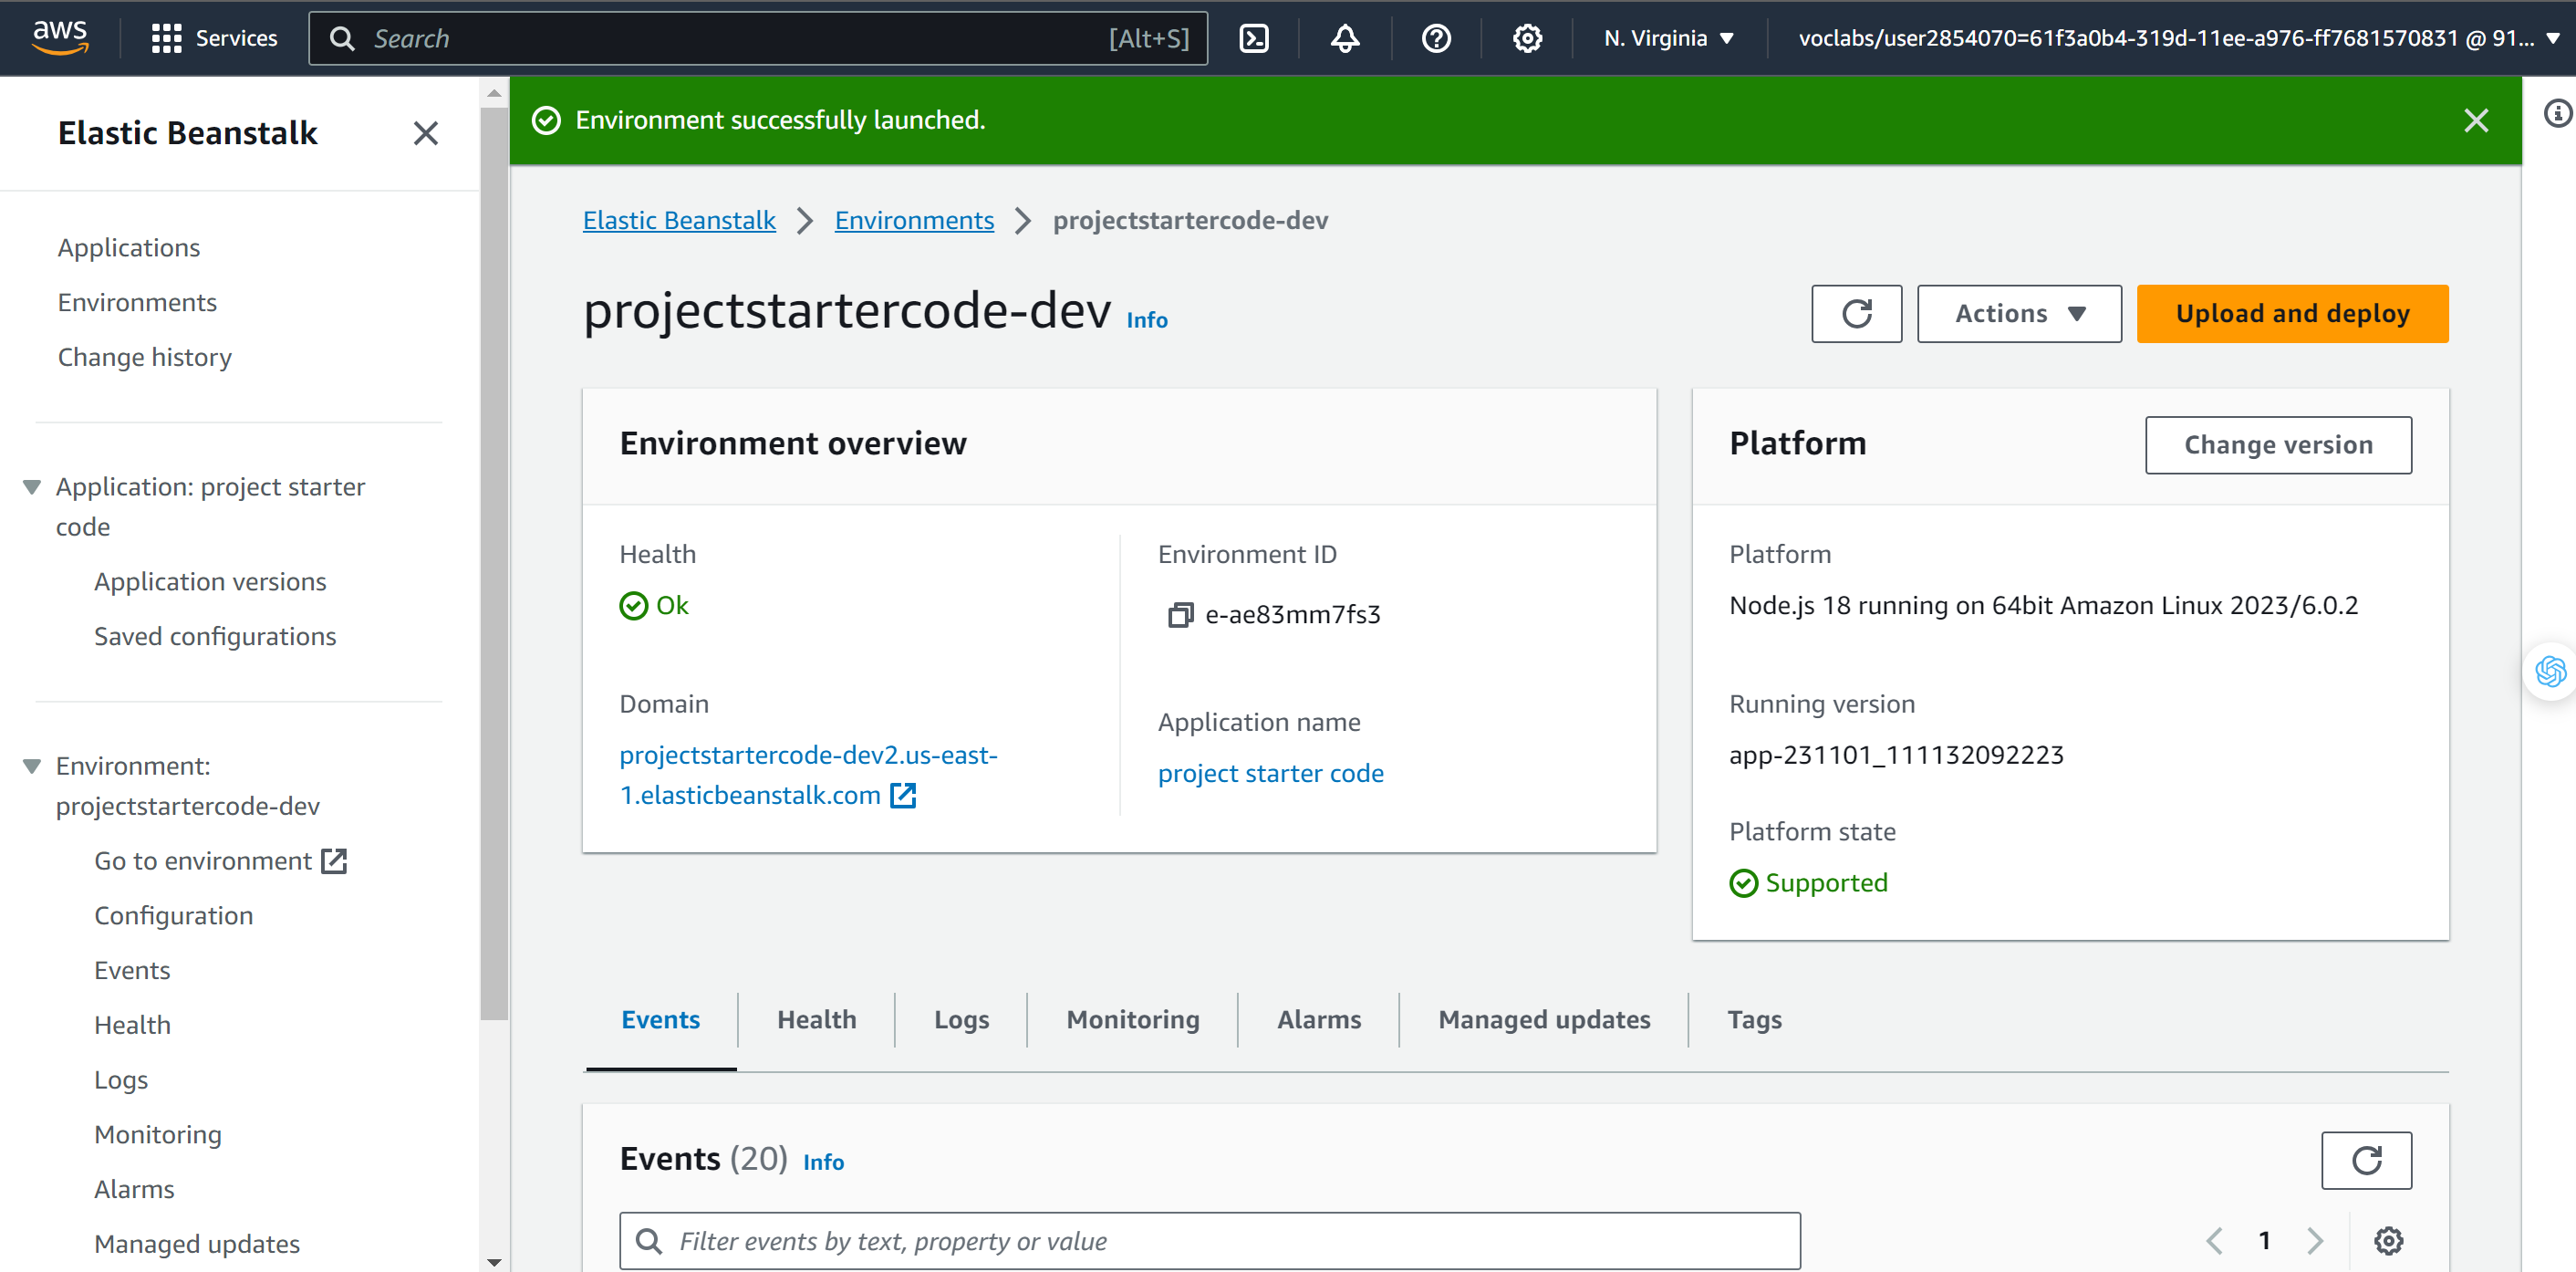 aws
Services
Search
[Alt+S]
N. Virginia
voclabs/user2854070=61f3a0b4-319d-11ee-a976-ff7681570831 @ 91...
Elastic Beanstalk
Applications
Environments
Change history
Application: project starter
code
Application versions
Saved configurations
Environment:
projectstartercode-dev
Go to environment
Configuration
Events
Health
Logs
Monitoring
Alarms
Managed updates
Environment successfully launched.
Elastic Beanstalk
Environments
projectstartercode-dev
projectstartercode-dev Info
Actions
Upload and deploy
Environment overview
Health
Ok
Domain
projectstartercode-dev2.us-east-
1.elasticbeanstalk.com
Environment ID
e-ae83mm7fs3
Application name
project starter code
Platform
Change version
Platform
Node.js 18 running on 64bit Amazon Linux 2023/6.0.2
Running version
app-231101_111132092223
Platform state
Supported
Events
Health
Logs
Monitoring
Alarms
Managed updates
Tags
Events (20) Info
Filter events by text, property or value
1